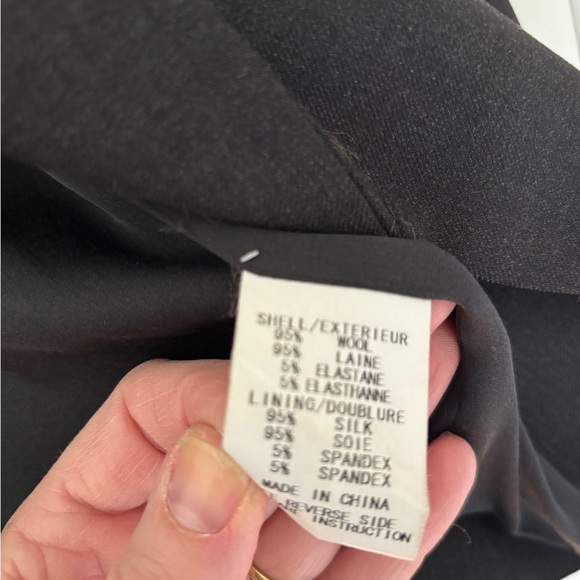 SHELL/EXTERIEUR
95% WOOL
95% LAINE
5% ELASTANE
5% ELASTHANNE
LINING/DOUBLURE
95% SILK
95% SOIE
5% SPANDEX
5% SPANDEX
MADE IN CHINA
REVERSE SIDE
INSTRUCTION